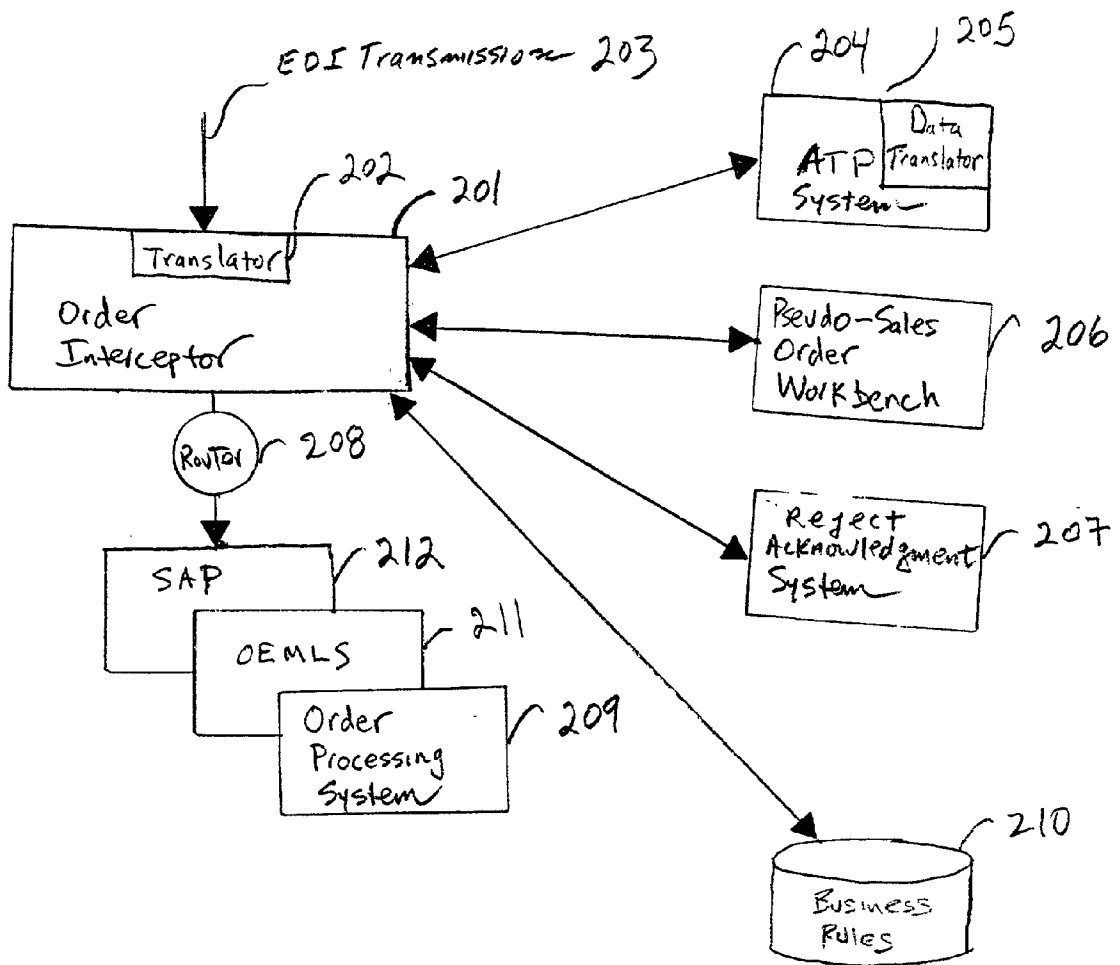 EDI Transmission 203
204
205
Data
Translator
ATP
System
202
201
Translator
Order
Interceptor
Pseudo-Sales
Order
Workbench
206
Router
208
Reject
Acknowledgment
System
207
212
SAP
211
OEMLS
209
Order
Processing
System
210
Business
Rules